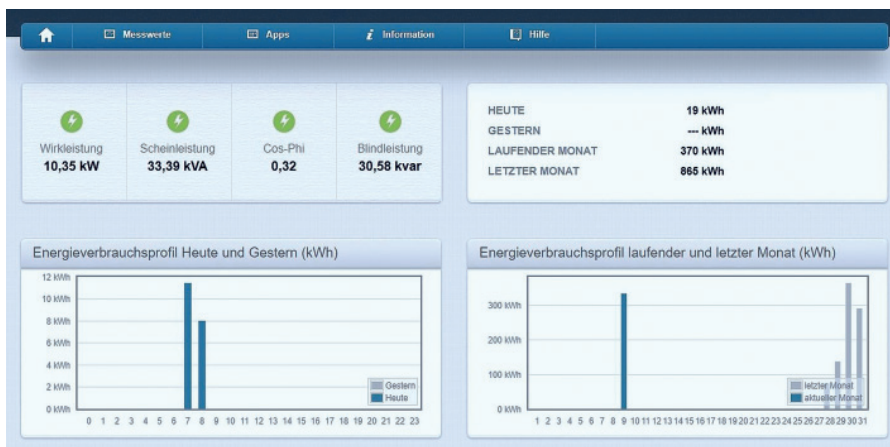 Messwerte Apps Information Hilfe
Wirkleistung
10,35 kW
Scheinleistung
33,39 kVA
Cos-Phi
0,32
Blindleistung
30,58 kvar
HEUTE 19 kWh
GESTERN --- kWh
LAUFENDER MONAT 370 kWh
LETZTER MONAT 865 kWh
Energieverbrauchsprofil Heute und Gestern (kWh)
12 kWh
10 kWh
8 kWh
6 kWh
4 kWh
2 kWh
0 kWh
Gestern
Heute
0 1 2 3 4 5 6 7 8 9 10 11 12 13 14 15 16 17 18 19 20 21 22 23
Energieverbrauchsprofil laufender und letzter Monat (kWh)
300 kWh
200 kWh
100 kWh
0 kWh
letzter Monat
aktueller Monat
1 2 3 4 5 6 7 8 9 10 11 12 13 14 15 16 17 18 19 20 21 22 23 24 25 26 27 28 29 30 31